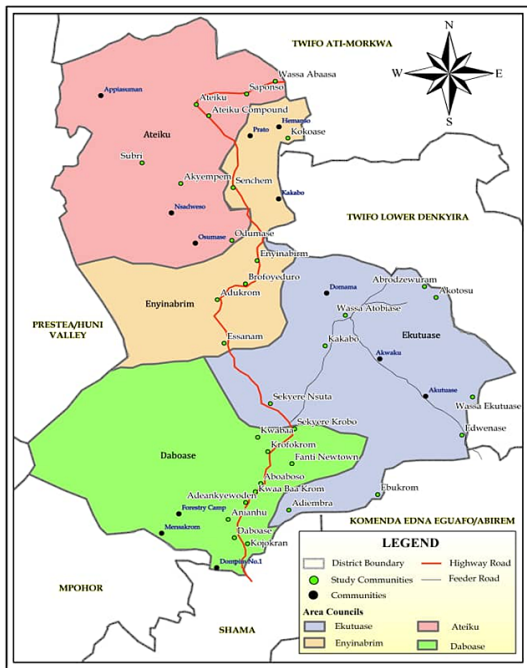 N
TWIFO ATI-MORKWA
W
E
S
Wassa Abaasa
Saponso
Appiasuman
Ateiku
Ateiku Compound
Hemanso
Prato
Kokoase
Ateiku
Subri
Akyempem
Senchem
Kakabo
Nsadweso
TWIFO LOWER DENKYIRA
Odumase
Osumase
Enyinabirm
Brofoyeduro
Abrodzewuram
Domama
Akotosu
Enyinabrim
Adukrom
Wassa Atobiase
PRESTEA/HUNI
VALLEY
Ekutuase
Essanam
Kakabo
Akwaku
Akutuase
Sekyere Nsuta
Wassa Ekutuase
Sekyere Krobo
Kwabaa
Edwenase
Krofokrom
Daboase
Fanti Newtown
Aboaboso
Kwaa Baa Krom
Adeankyewoden
Ebukrom
Adiembra
Forestry Camp
Anianhu
KOMENDA EDNA EGUAFO/ABIREM
Mensakrom
Daboase
Kojokran
Dompim No.1
MPOHOR
SHAMA
LEGEND
District Boundary
Highway Road
Study Communities
Feeder Road
Communities
Area Councils
Ekutuase
Ateiku
Enyinabrim
Daboase